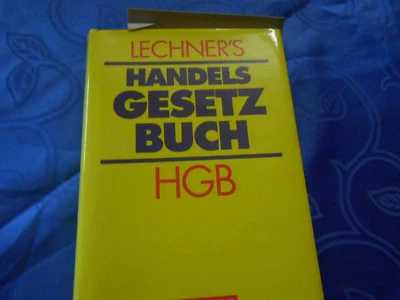 LECHNER'S
HANDELS
GESETZ
BUCH
HGB